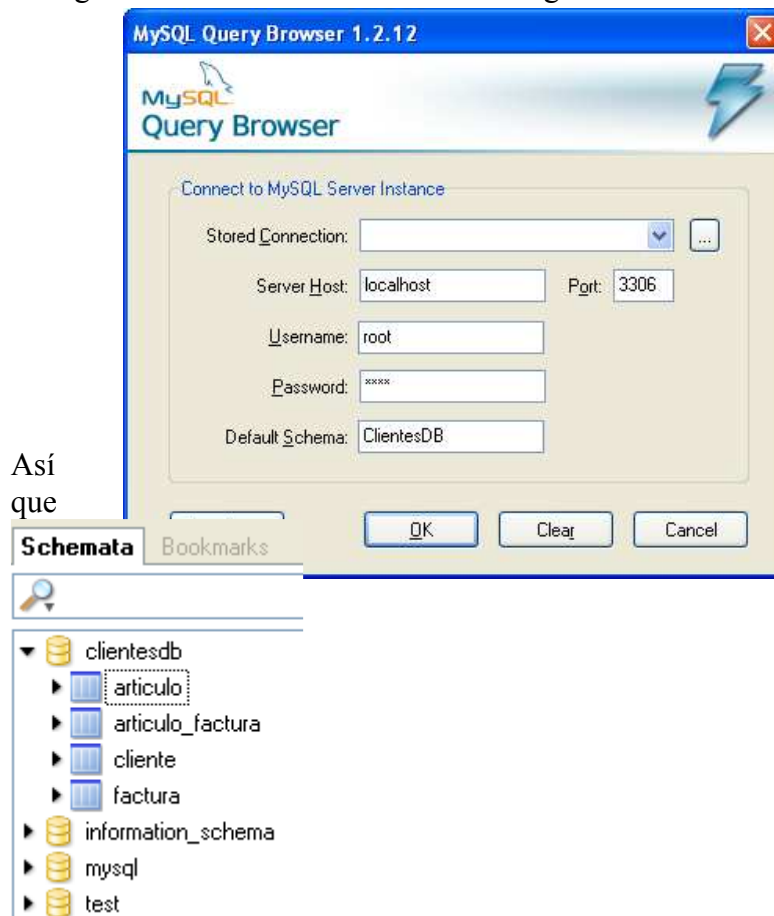 MySQL Query Browser 1.2.12
MySQL
Query Browser
Connect to MySQL Server Instance
Stored Connection:
...
Server Host: localhost Port: 3306
Username: root
Password: xxxx
Default Schema: ClientesDB
OK Clear Cancel
Así
que
Schemata Bookmarks
clientesdb
articulo
articulo_factura
cliente
factura
information_schema
mysql
test